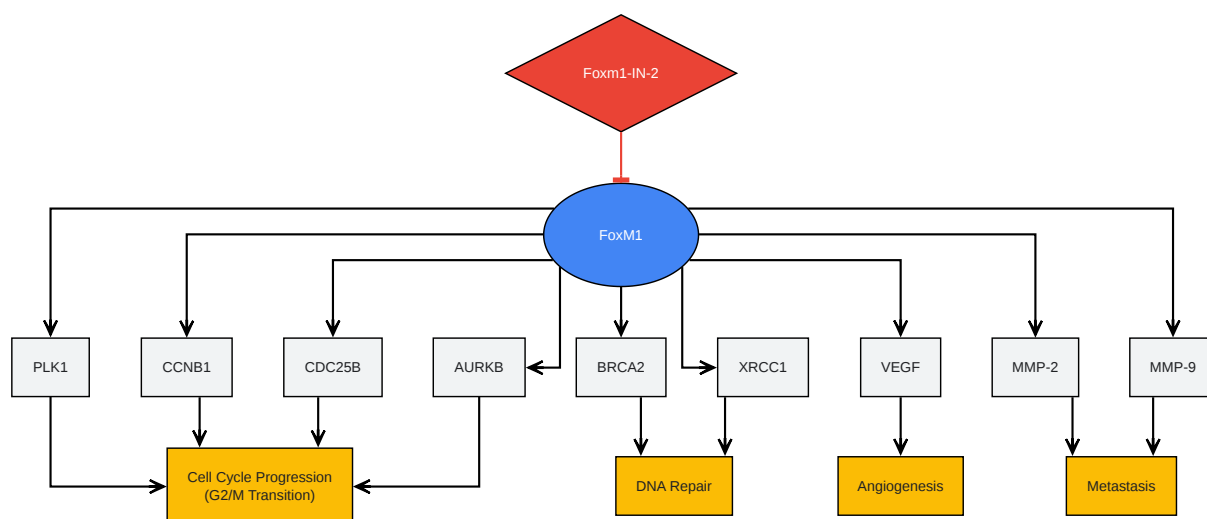 Foxm1-IN-2
FoxM1
PLK1
CCNB1
CDC25B
AURKB
BRCA2
XRCC1
VEGF
MMP-2
MMP-9
Cell Cycle Progression
(G2/M Transition)
DNA Repair
Angiogenesis
Metastasis